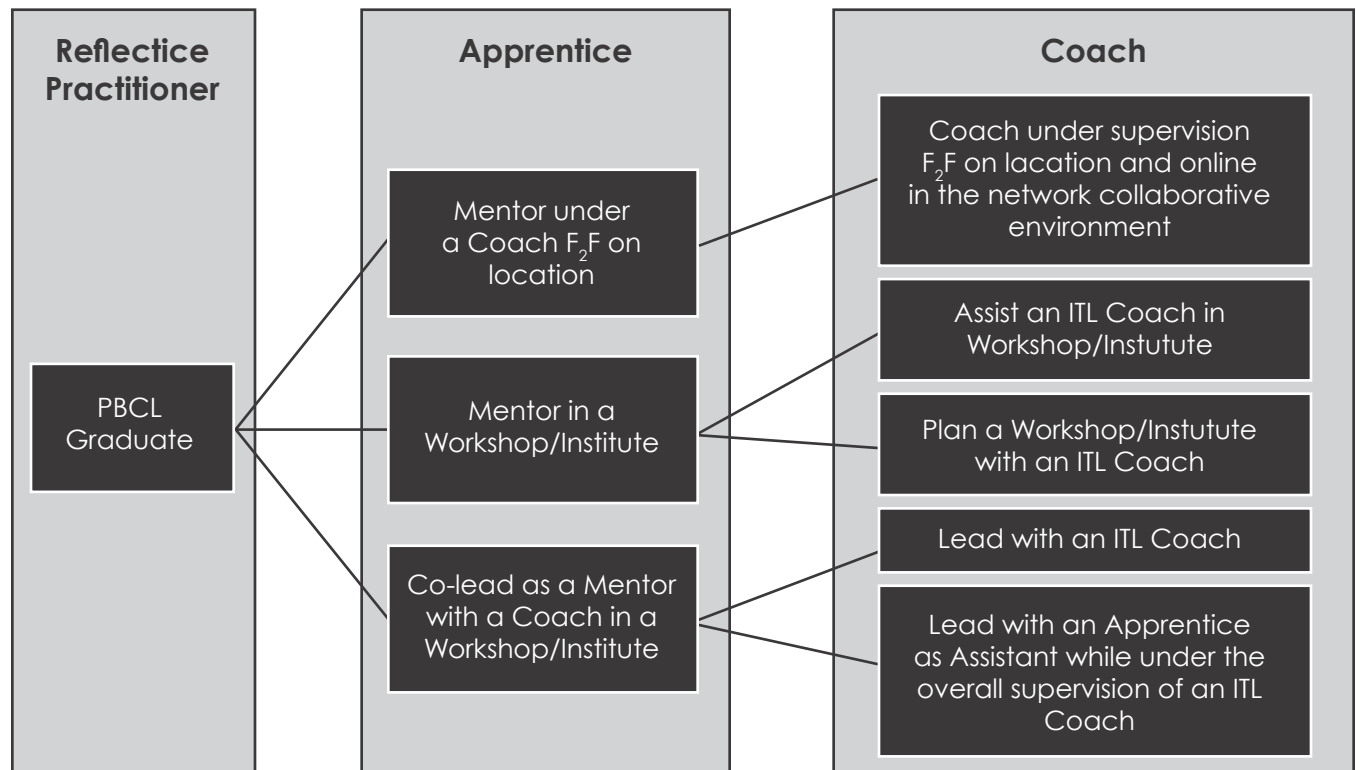 Reflectice
Practitioner
PBCL
Graduate
Apprentice
Mentor under
a Coach F₂F on
location
Mentor in a
Workshop/Institute
Co-lead as a Mentor
with a Coach in a
Workshop/Institute
Coach
Coach under supervision
F₂F on lacation and online
in the network collaborative
environment
Assist an ITL Coach in
Workshop/Instutute
Plan a Workshop/Instutute
with an ITL Coach
Lead with an ITL Coach
Lead with an Apprentice
as Assistant while under the
overall supervision of an ITL
Coach